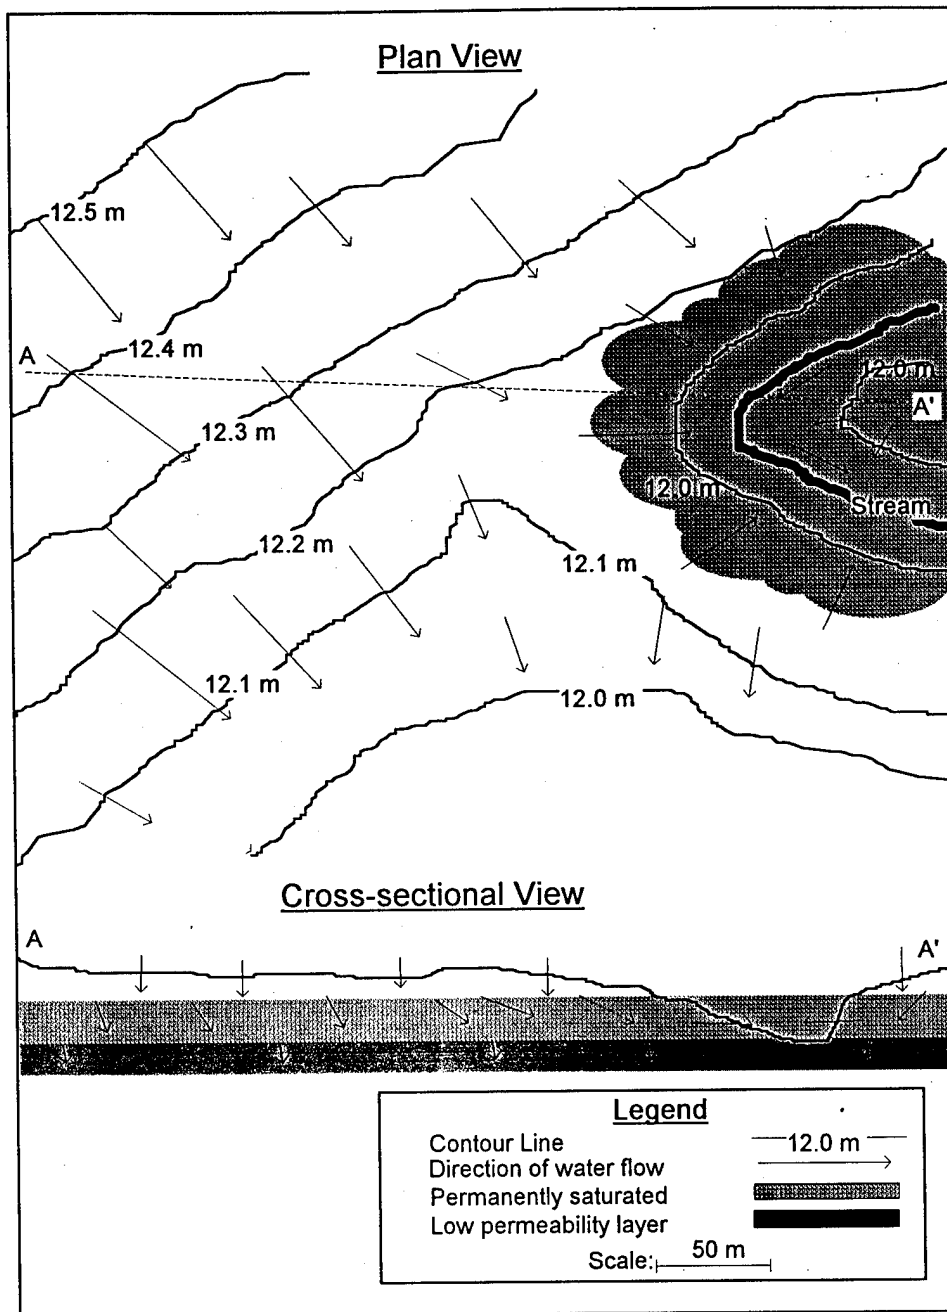 Plan View
12.5 m
12.4 m
A
12.0 m
A'
12.3 m
12.0 m
Stream
12.2 m
12.1 m
12.1 m
12.0 m
Cross-sectional View
A
A'
Legend
Contour Line
12.0 m
Direction of water flow
Permanently saturated
Low permeability layer
Scale:
50 m